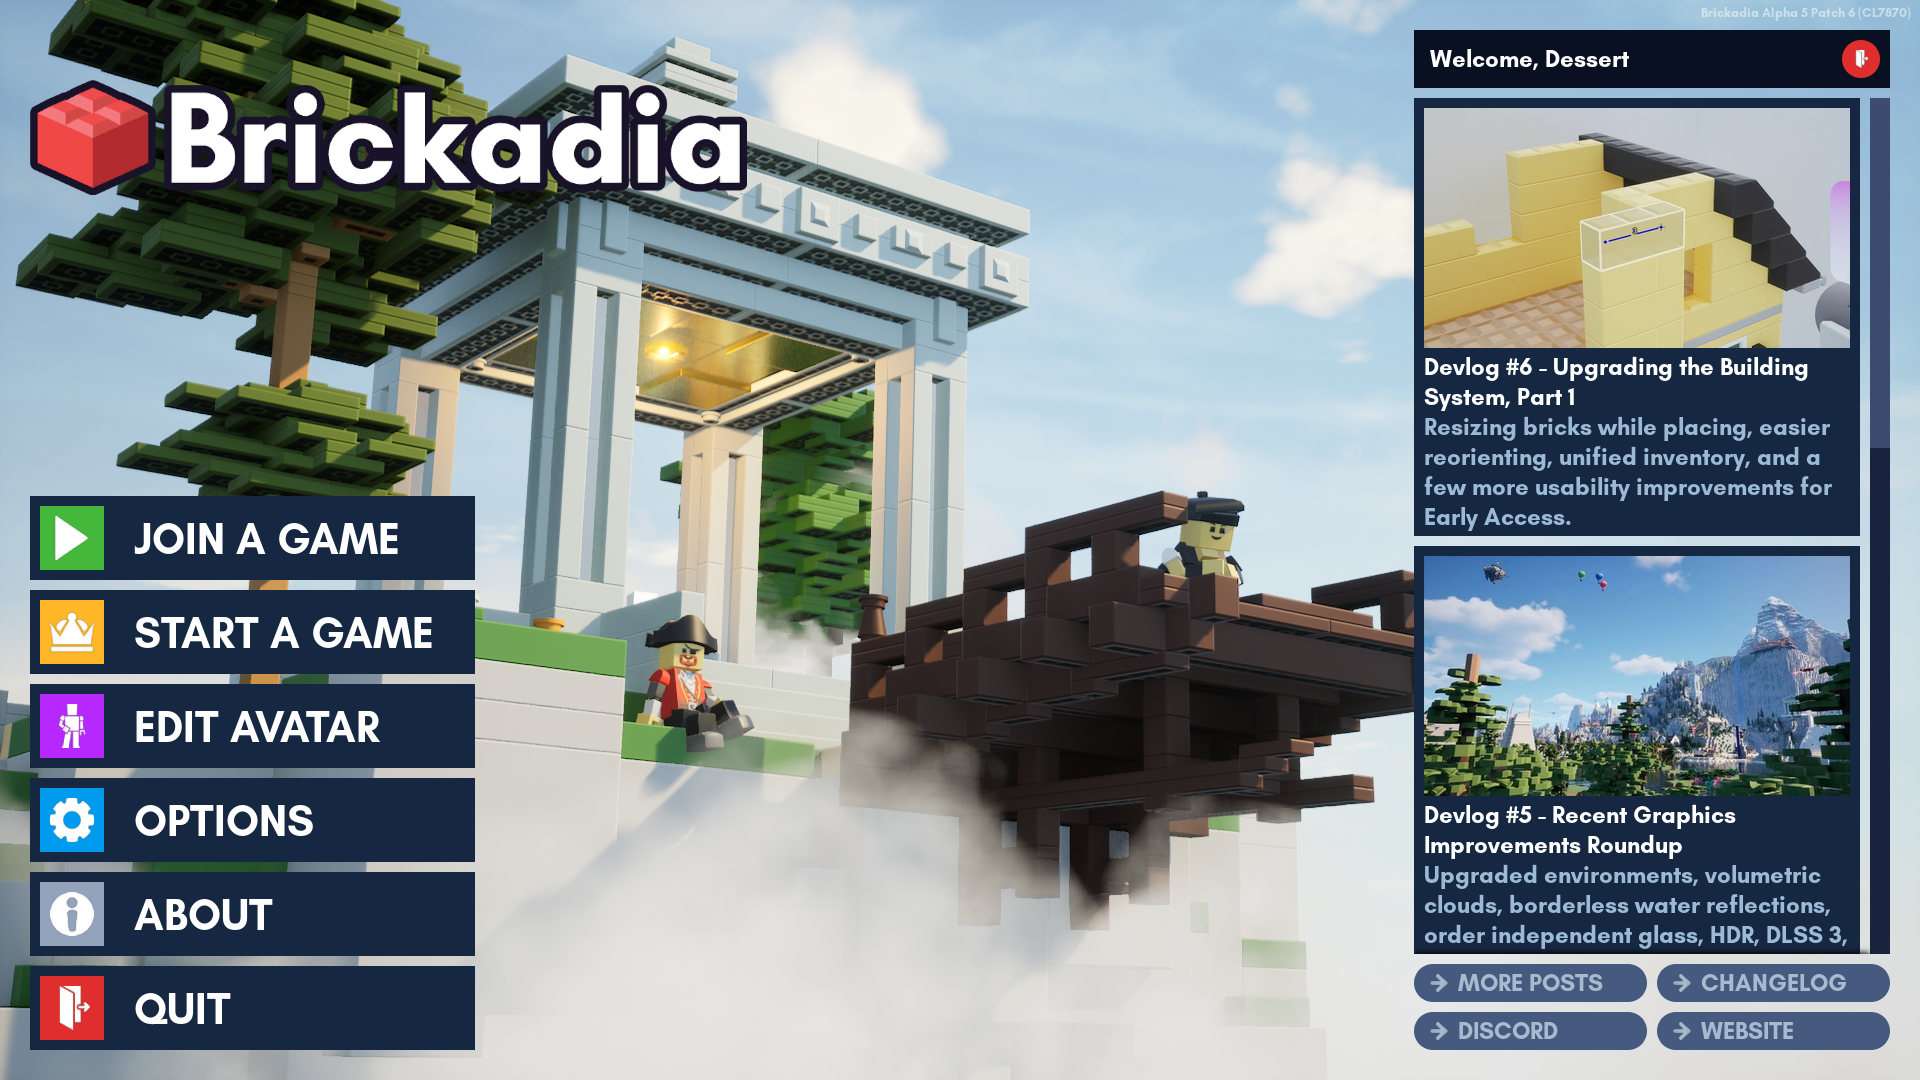 Brickadia Alpha 5 Patch 6 (CL7870)
Brickadia
JOIN A GAME
START A GAME
EDIT AVATAR
OPTIONS
ABOUT
QUIT
Welcome, Dessert
Devlog #6 - Upgrading the Building
System, Part 1
Resizing bricks while placing, easier
reorienting, unified inventory, and a
few more usability improvements for
Early Access.
Devlog #5 - Recent Graphics
Improvements Roundup
Upgraded environments, volumetric
clouds, borderless water reflections,
order independent glass, HDR, DLSS 3,
MORE POSTS
CHANGELOG
DISCORD
WEBSITE